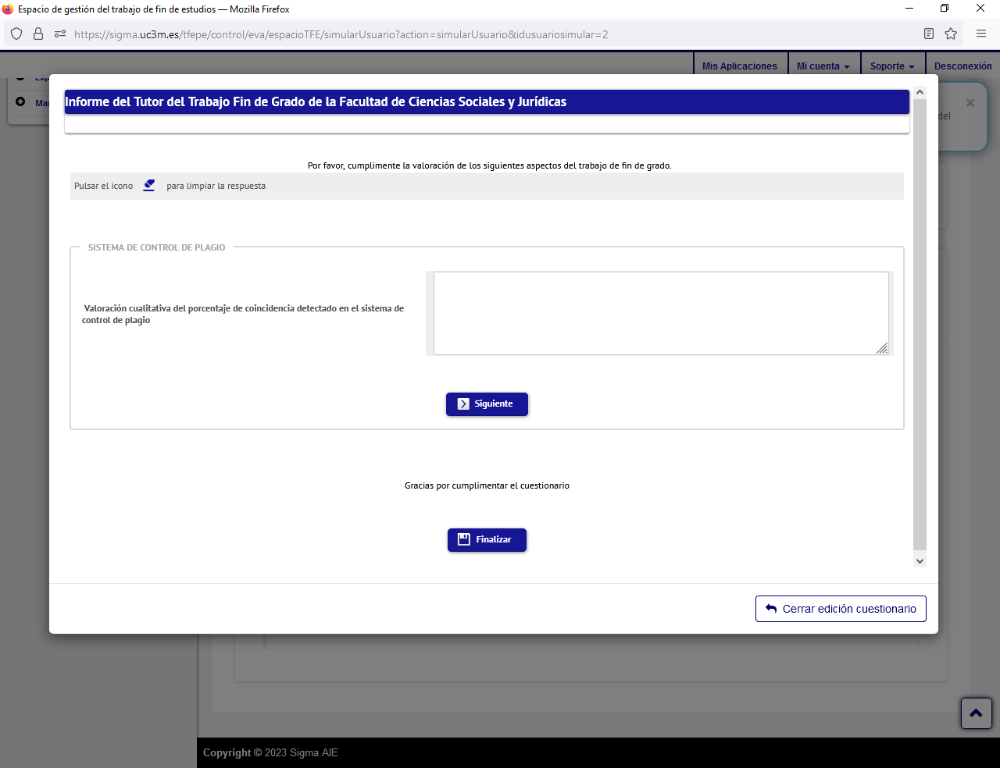 Espacio de gestión del trabajo de fin de estudios — Mozilla Firefox
https://sigma.uc3m.es/tfepe/control/eva/espacioTFE/simularUsuario?action=simularUsuario&idusuariosimular=2
Mis Aplicaciones
Mi cuenta
Soporte
Desconexión
del
Informe del Tutor del Trabajo Fin de Grado de la Facultad de Ciencias Sociales y Jurídicas
Por favor, cumplimente la valoración de los siguientes aspectos del trabajo de fin de grado.
Pulsar el icono para limpiar la respuesta
SISTEMA DE CONTROL DE PLAGIO
Valoración cualitativa del porcentaje de coincidencia detectado en el sistema de
control de plagio
Siguiente
Gracias por cumplimentar el cuestionario
Finalizar
Cerrar edición cuestionario
Copyright © 2023 Sigma AIE